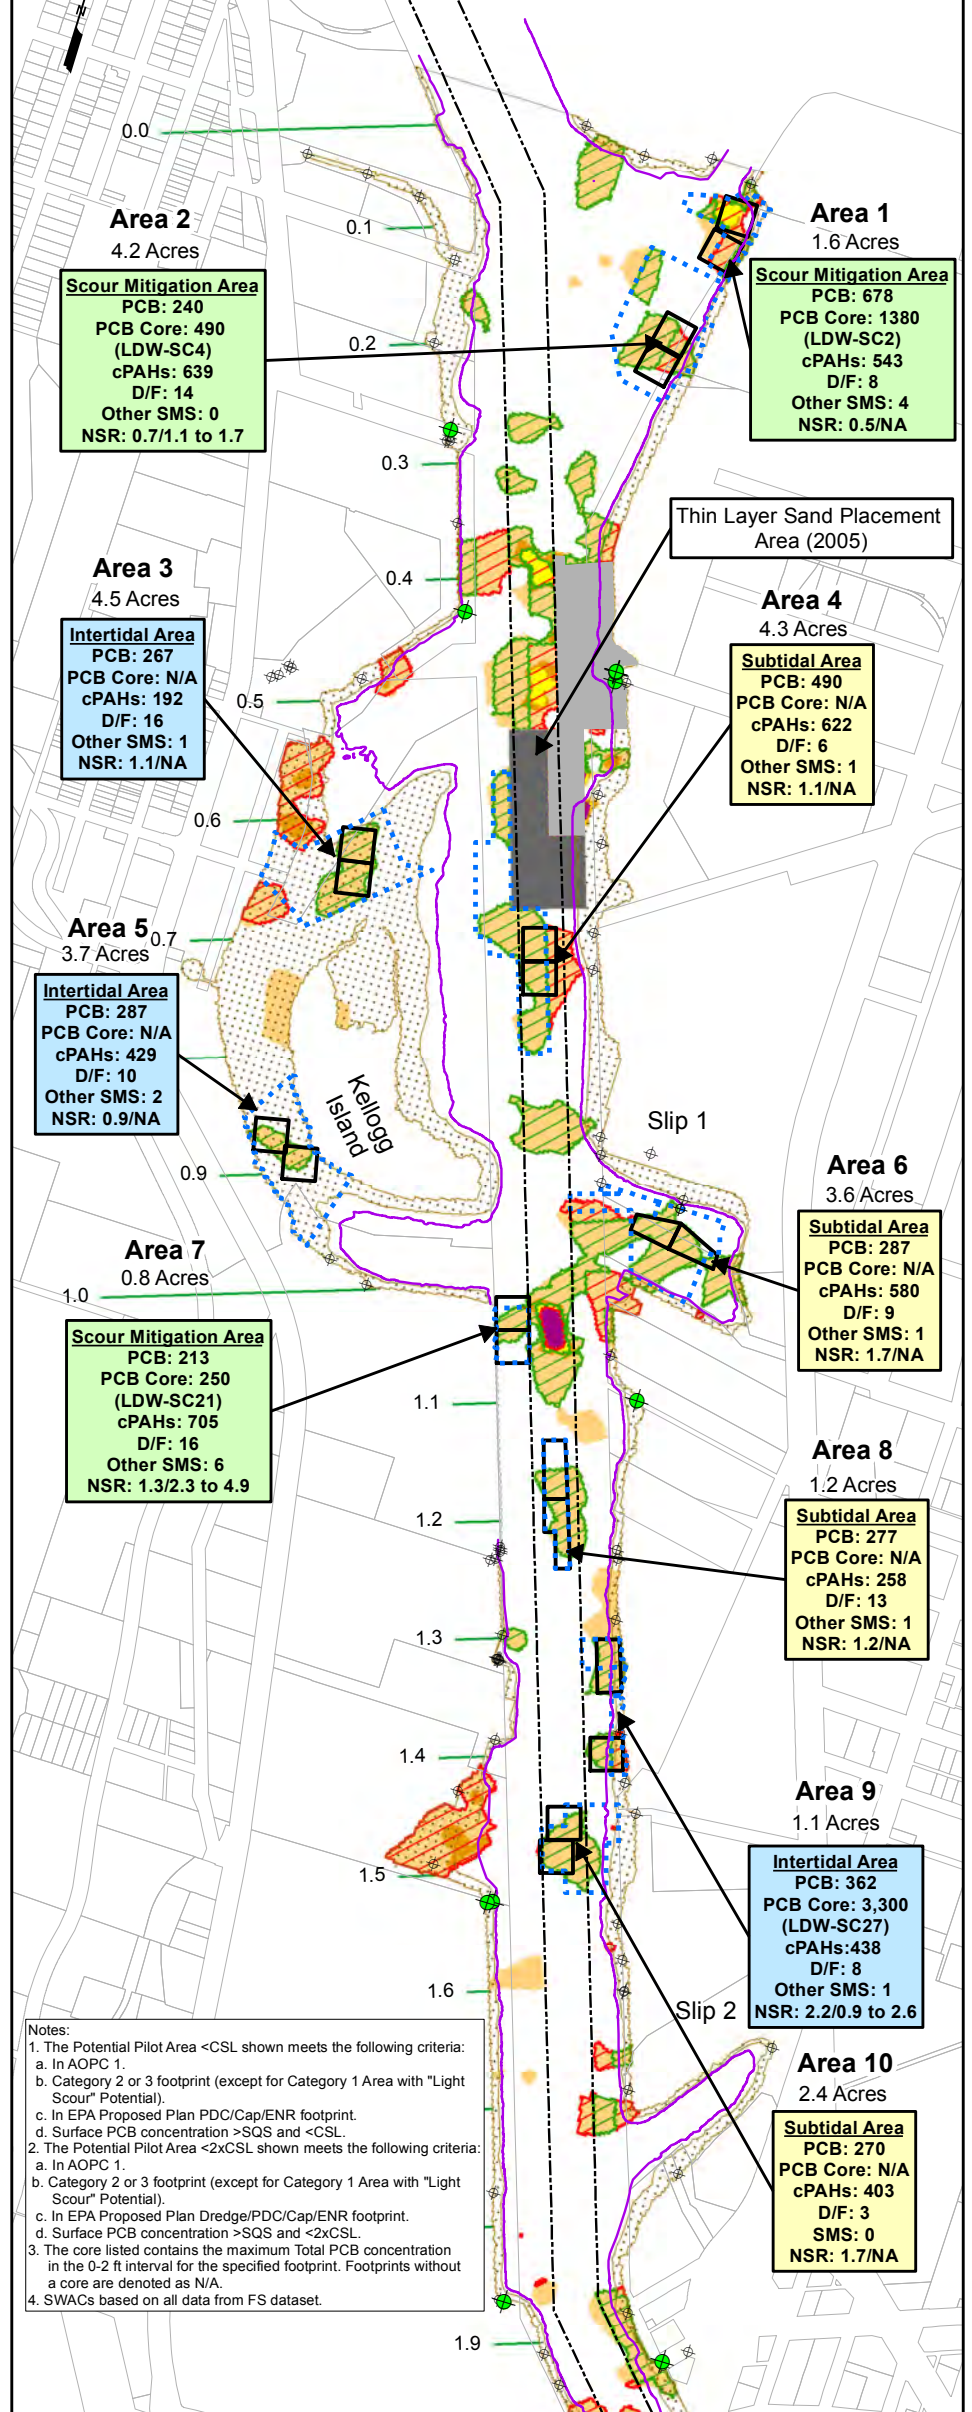 N
0.0
Area 2
4.2 Acres
Scour Mitigation Area
PCB: 240
PCB Core: 490
(LDW-SC4)
cPAHs: 639
D/F: 14
Other SMS: 0
NSR: 0.7/1.1 to 1.7
0.1
0.2
0.3
0.4
Area 1
1.6 Acres
Scour Mitigation Area
PCB: 678
PCB Core: 1380
(LDW-SC2)
cPAHs: 543
D/F: 8
Other SMS: 4
NSR: 0.5/NA
Thin Layer Sand Placement
Area (2005)
Area 3
4.5 Acres
Intertidal Area
PCB: 267
PCB Core: N/A
cPAHs: 192
D/F: 16
Other SMS: 1
NSR: 1.1/NA
0.5
0.6
Area 4
4.3 Acres
Subtidal Area
PCB: 490
PCB Core: N/A
cPAHs: 622
D/F: 6
Other SMS: 1
NSR: 1.1/NA
Area 5
3.7 Acres
0.7
Intertidal Area
PCB: 287
PCB Core: N/A
cPAHs: 429
D/F: 10
Other SMS: 2
NSR: 0.9/NA
Kellogg
Island
0.9
Slip 1
Area 6
3.6 Acres
Subtidal Area
PCB: 287
PCB Core: N/A
cPAHs: 580
D/F: 9
Other SMS: 1
NSR: 1.7/NA
Area 7
0.8 Acres
1.0
Scour Mitigation Area
PCB: 213
PCB Core: 250
(LDW-SC21)
cPAHs: 705
D/F: 16
Other SMS: 6
NSR: 1.3/2.3 to 4.9
1.1
1.2
Area 8
1.2 Acres
Subtidal Area
PCB: 277
PCB Core: N/A
cPAHs: 258
D/F: 13
Other SMS: 1
NSR: 1.2/NA
1.3
1.4
1.5
Area 9
1.1 Acres
Intertidal Area
PCB: 362
PCB Core: 3,300
(LDW-SC27)
cPAHs:438
D/F: 8
Other SMS: 1
NSR: 2.2/0.9 to 2.6
1.6
Slip 2
Area 10
2.4 Acres
Subtidal Area
PCB: 270
PCB Core: N/A
cPAHs: 403
D/F: 3
SMS: 0
NSR: 1.7/NA
Notes:
1. The Potential Pilot Area <CSL shown meets the following criteria:
a. In AOPC 1.
b. Category 2 or 3 footprint (except for Category 1 Area with "Light
Scour" Potential).
c. In EPA Proposed Plan PDC/Cap/ENR footprint.
d. Surface PCB concentration >SQS and <CSL.
2. The Potential Pilot Area <2xCSL shown meets the following criteria:
a. In AOPC 1.
b. Category 2 or 3 footprint (except for Category 1 Area with "Light
Scour" Potential).
c. In EPA Proposed Plan Dredge/PDC/Cap/ENR footprint.
d. Surface PCB concentration >SQS and <2xCSL.
3. The core listed contains the maximum Total PCB concentration
in the 0-2 ft interval for the specified footprint. Footprints without
a core are denoted as N/A.
4. SWACs based on all data from FS dataset.
1.9